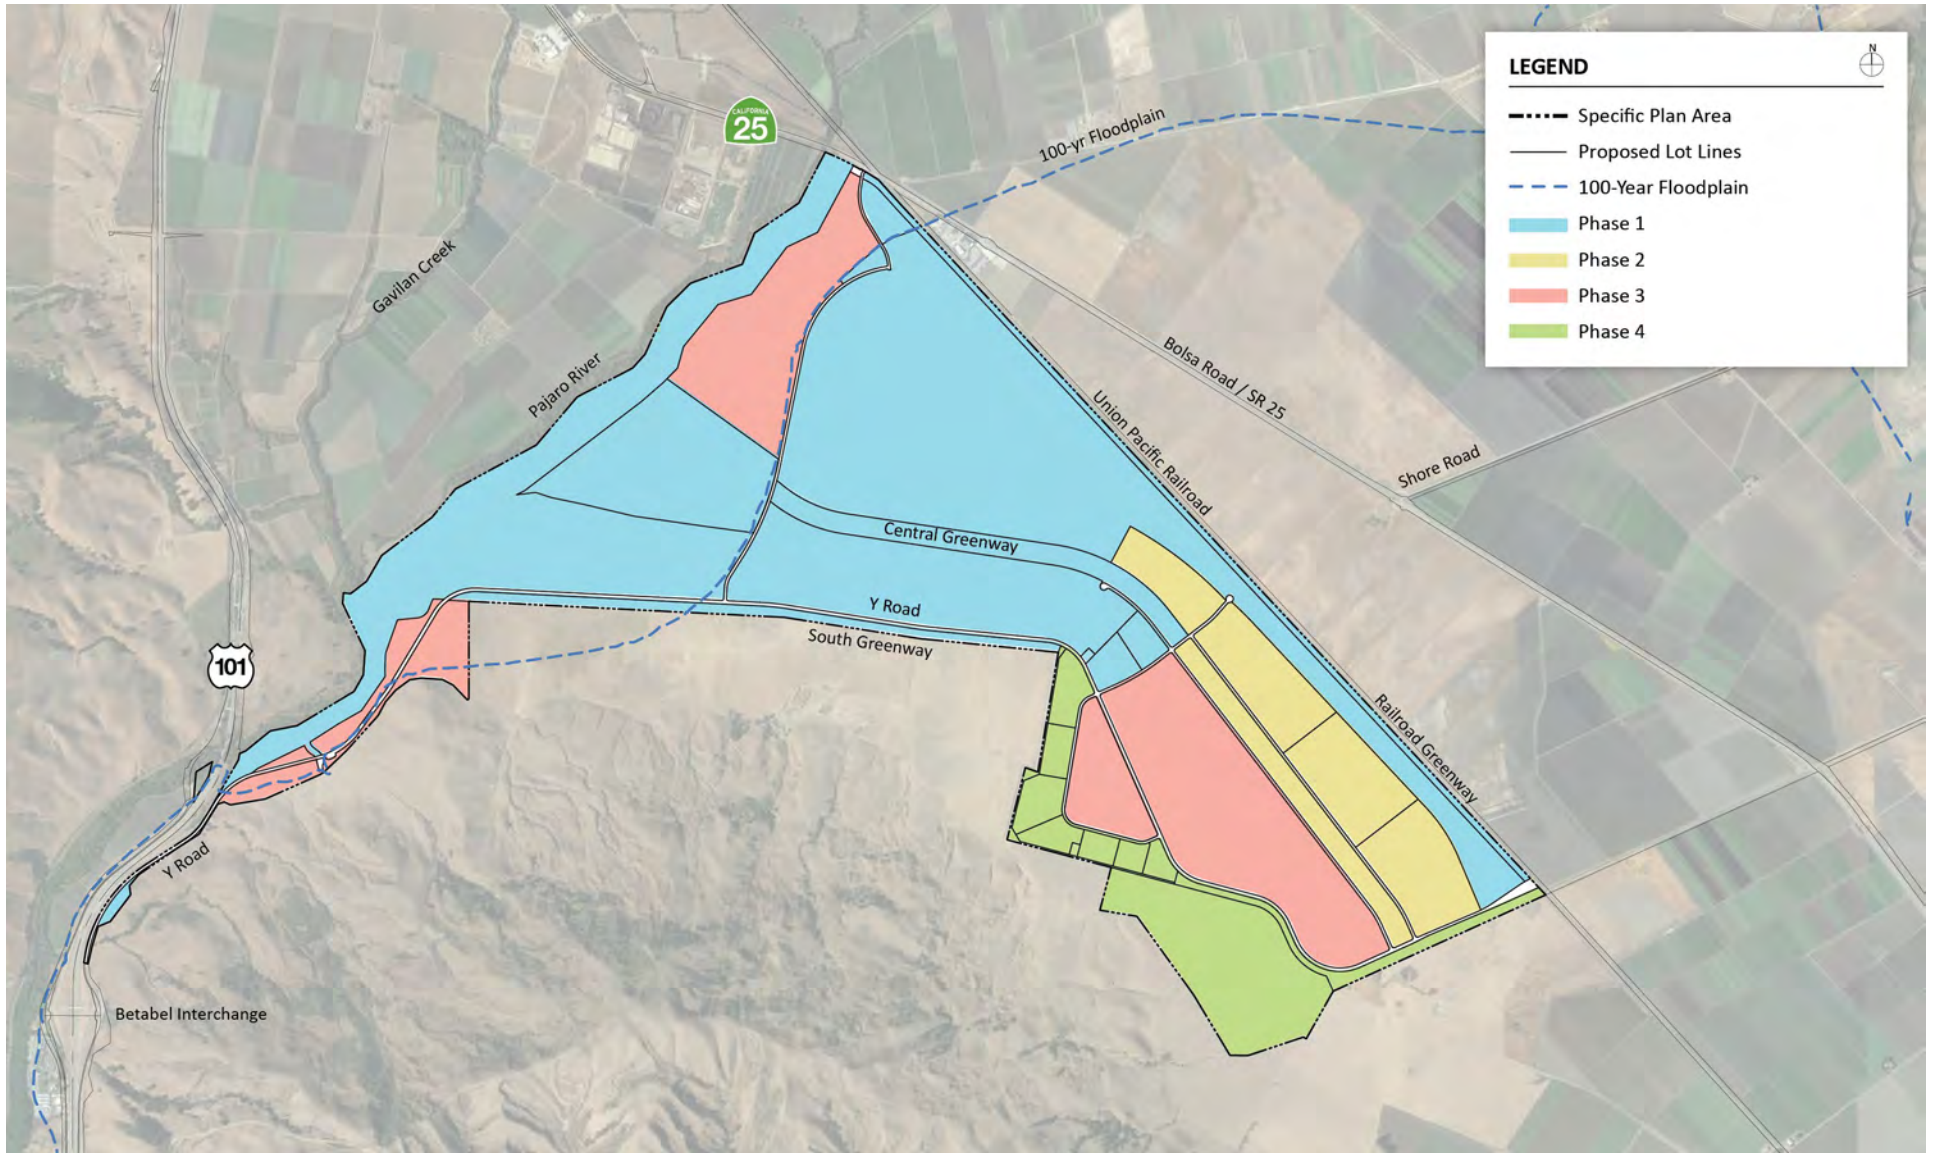 LEGEND
N
Specific Plan Area
Proposed Lot Lines
100-Year Floodplain
Phase 1
Phase 2
Phase 3
Phase 4
CALIFORNIA
25
100-yr Floodplain
Gavilan Creek
Pajaro River
Bolsa Road / SR 25
Union Pacific Railroad
Shore Road
Central Greenway
Y Road
South Greenway
101
Railroad Greenway
Y Road
Betabel Interchange